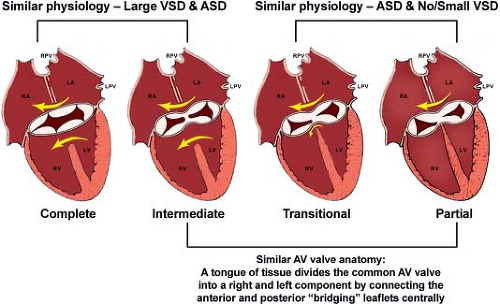 Similar physiology – Large VSD & ASD
Similar physiology – ASD & No/Small VSD
RPV
LA
RA
LPV
LV
RV
RPV
LA
RA
LPV
LV
RV
RPV
LA
RA
LPV
LV
RV
RPV
LA
RA
LPV
LV
RV
Complete
Intermediate
Transitional
Partial
Similar AV valve anatomy:
A tongue of tissue divides the common AV valve
into a right and left component by connecting the
anterior and posterior “bridging” leaflets centrally